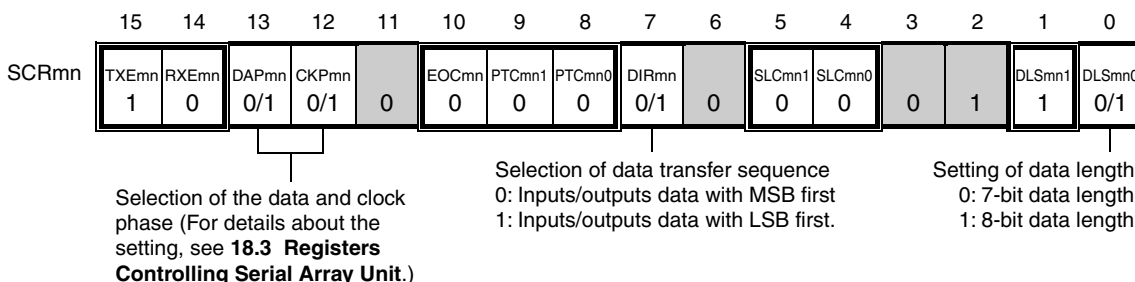 15 14 13 12 11 10 9 8 7 6 5 4 3 2 1 0
SCRmn TXEmn RXEmn DAPmn CKPmn EOCmn PTCmn1 PTCmn0 DIRmn SLCmn1 SLCmn0 DLSmn1 DLSmn0
1 0 0/1 0/1 0 0 0 0 0/1 0 0 0 0 1 1 0/1
Selection of the data and clock
phase (For details about the
setting, see 18.3 Registers
Controlling Serial Array Unit.)
Selection of data transfer sequence
0: Inputs/outputs data with MSB first
1: Inputs/outputs data with LSB first.
Setting of data length
0: 7-bit data length
1: 8-bit data length